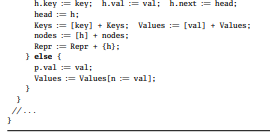 h.key := key; h.val := val; h.next := head;
head := h;
Keys := [key] + Keys; Values := [val] + Values;
nodes := [h] + nodes;
Repr := Repr + {h};
} else {
p.val := val;
Values := Values[n := val];
}
}
//...
}